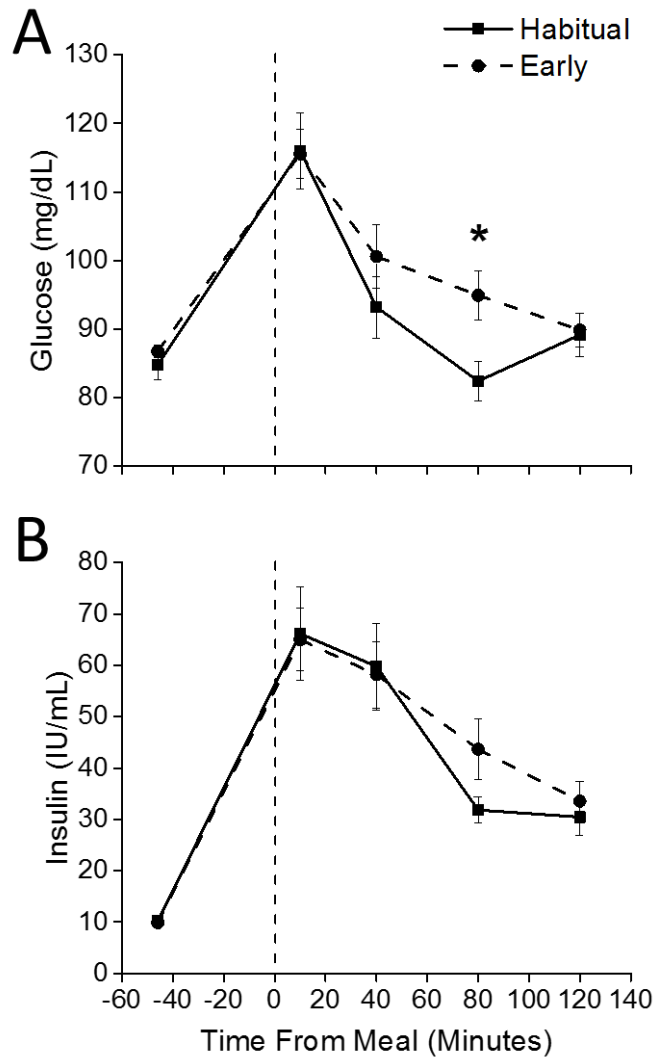 A
Habitual
Early
130
120
110
100
90
80
70
Glucose (mg/dL)
*
B
80
70
60
50
40
30
20
10
0
Insulin (IU/mL)
-60 -40 -20 0 20 40 60 80 100 120 140
Time From Meal (Minutes)